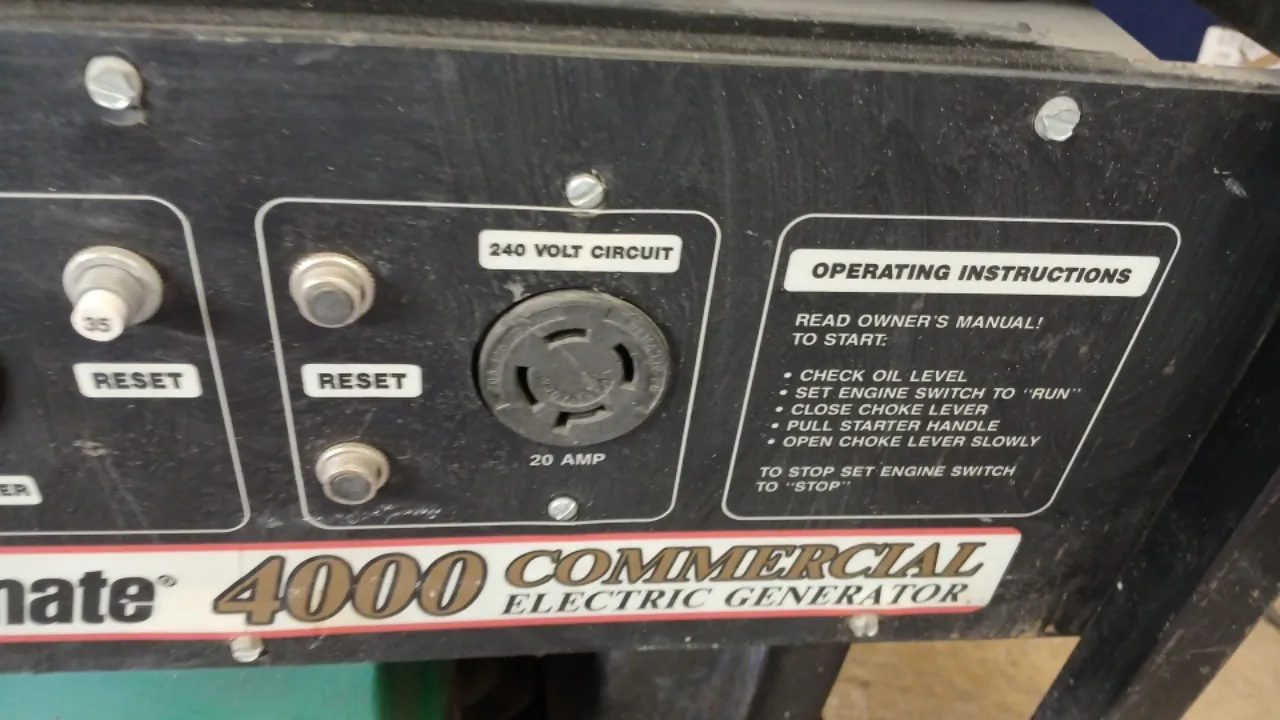 240 VOLT CIRCUIT
35
RESET
RESET
20 AMP
ER
OPERATING INSTRUCTIONS
READ OWNER'S MANUAL!
TO START:
• CHECK OIL LEVEL
• SET ENGINE SWITCH TO "RUN"
• CLOSE CHOKE LEVER
• PULL STARTER HANDLE
• OPEN CHOKE LEVER SLOWLY
TO STOP SET ENGINE SWITCH
TO "STOP"
mate® 4000 COMMERCIAL
ELECTRIC GENERATOR